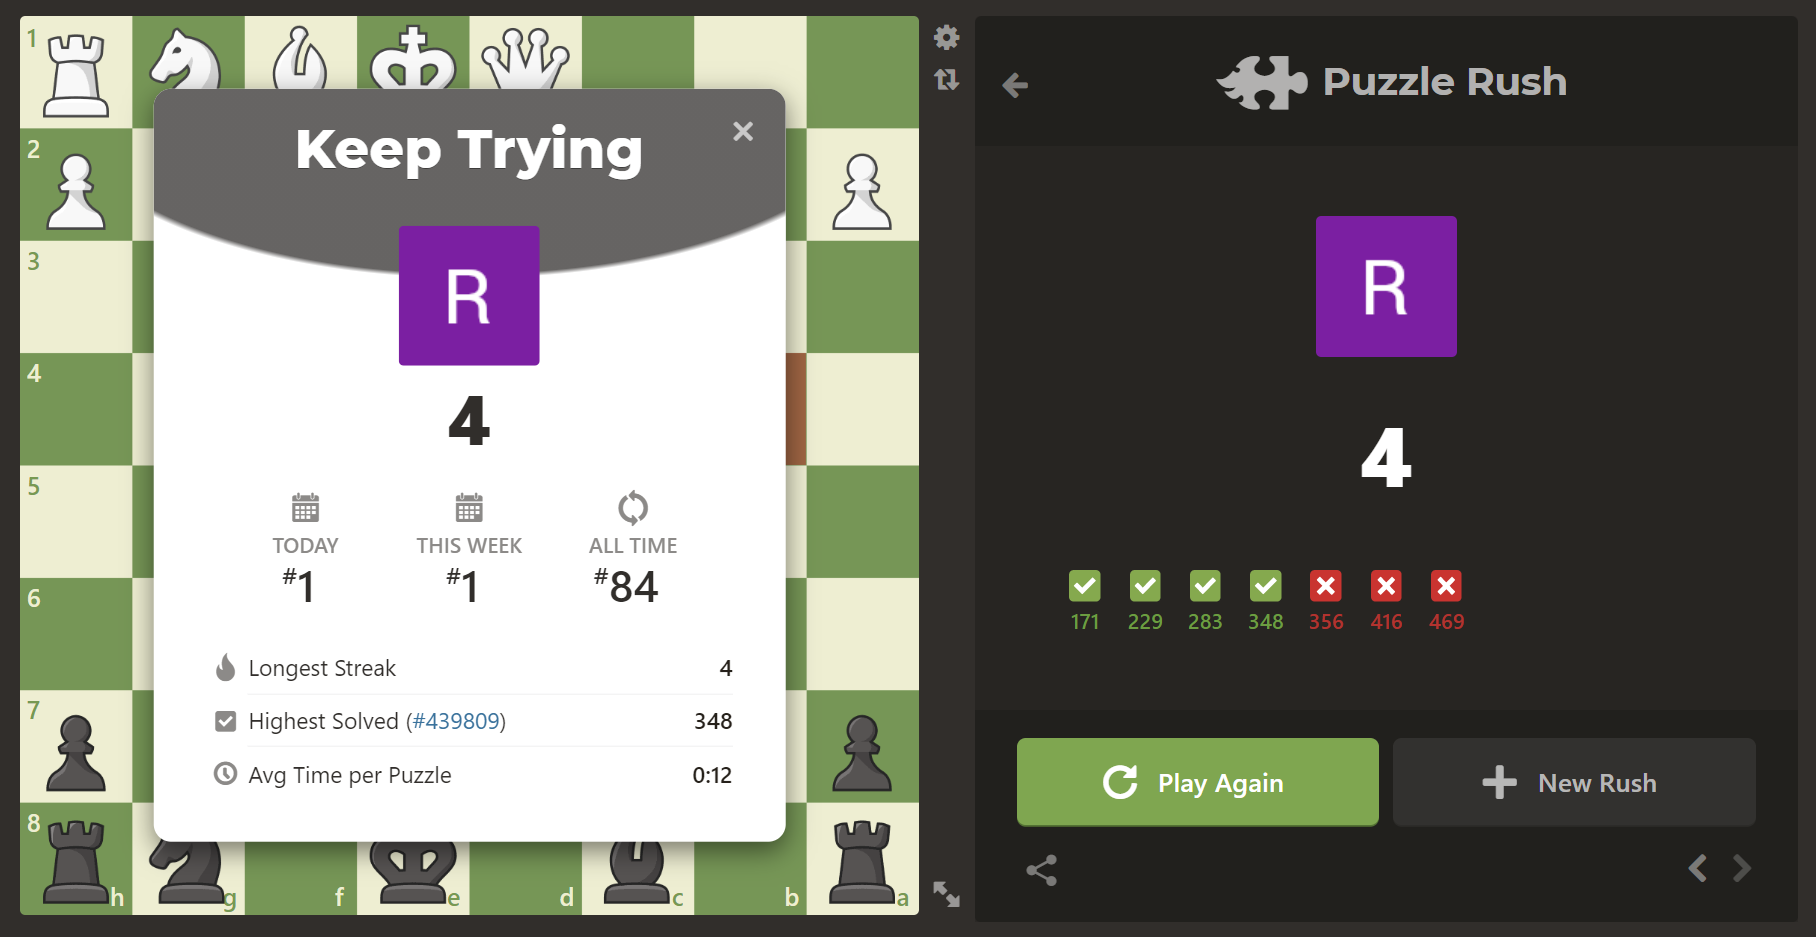 1
2
3
4
5
6
7
8
h
g
f
e
d
c
b
a
Keep Trying
R
4
TODAY
#1
THIS WEEK
#1
ALL TIME
#84
Longest Streak 4
Highest Solved (#439809) 348
Avg Time per Puzzle 0:12
Puzzle Rush
R
4
171 229 283 348 356 416 469
Play Again
New Rush